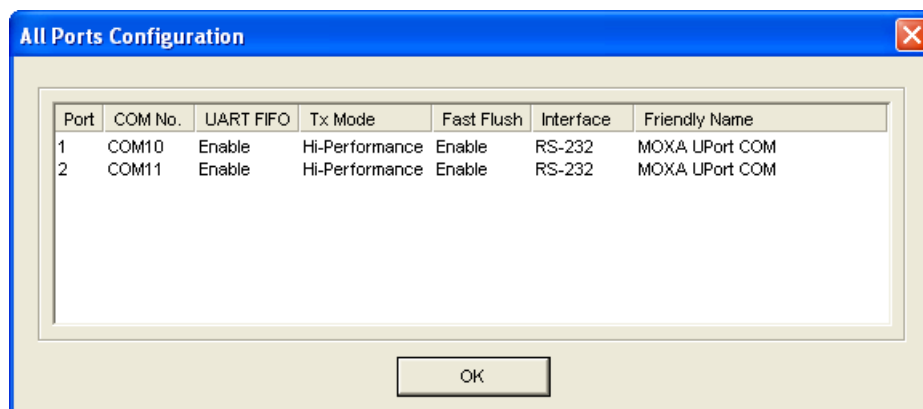 All Ports Configuration
Port COM No. UART FIFO Tx Mode Fast Flush Interface Friendly Name
1 COM10 Enable Hi-Performance Enable RS-232 MOXA UPort COM
2 COM11 Enable Hi-Performance Enable RS-232 MOXA UPort COM
OK